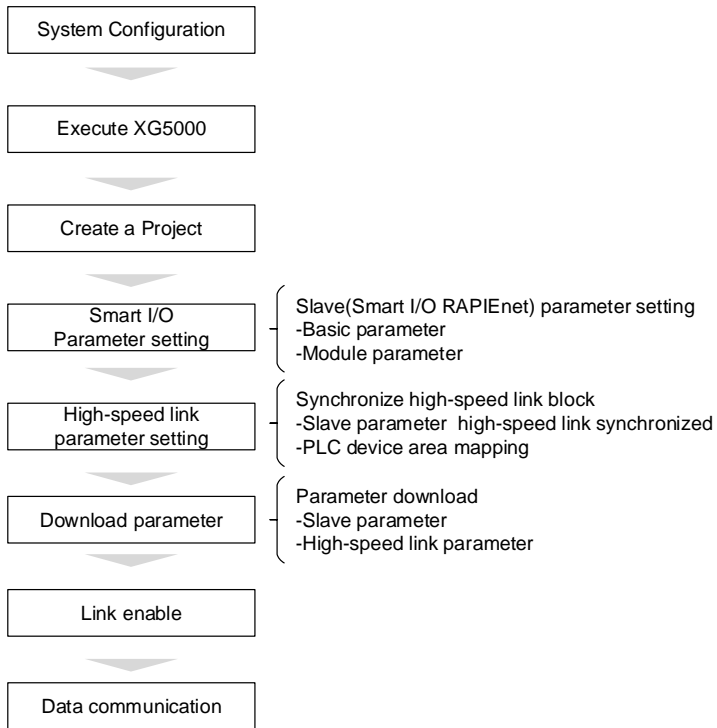 System Configuration
Execute XG5000
Create a Project
Smart I/O
Parameter setting
Slave(Smart I/O RAPIEnet) parameter setting
-Basic parameter
-Module parameter
High-speed link
parameter setting
Synchronize high-speed link block
-Slave parameter high-speed link synchronized
-PLC device area mapping
Download parameter
Parameter download
-Slave parameter
-High-speed link parameter
Link enable
Data communication